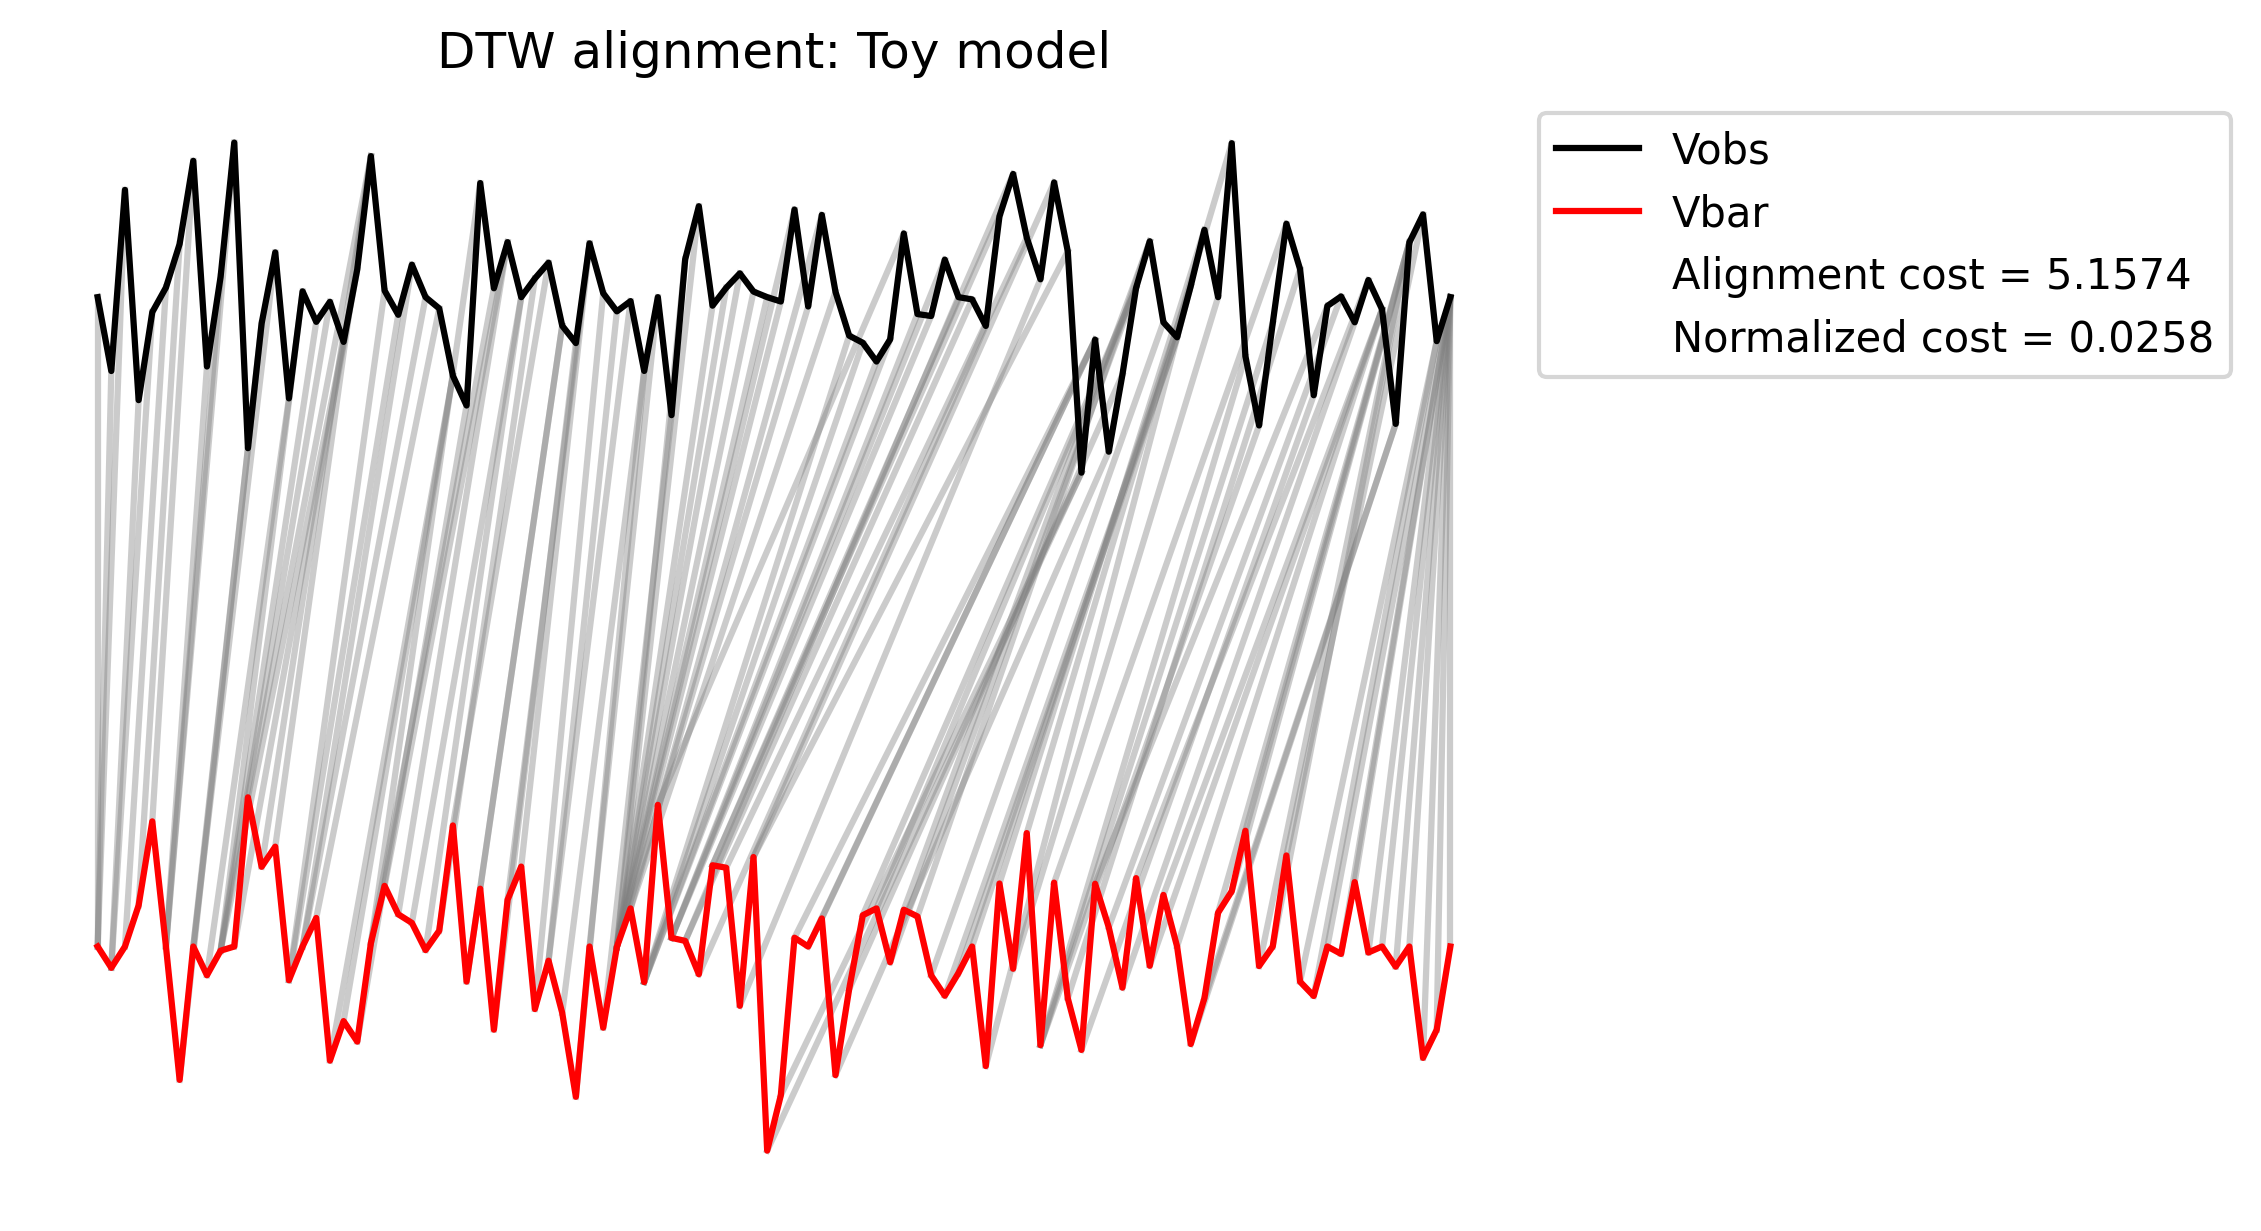 DTW alignment: Toy model
Vobs
Vbar
Alignment cost = 5.1574
Normalized cost = 0.0258